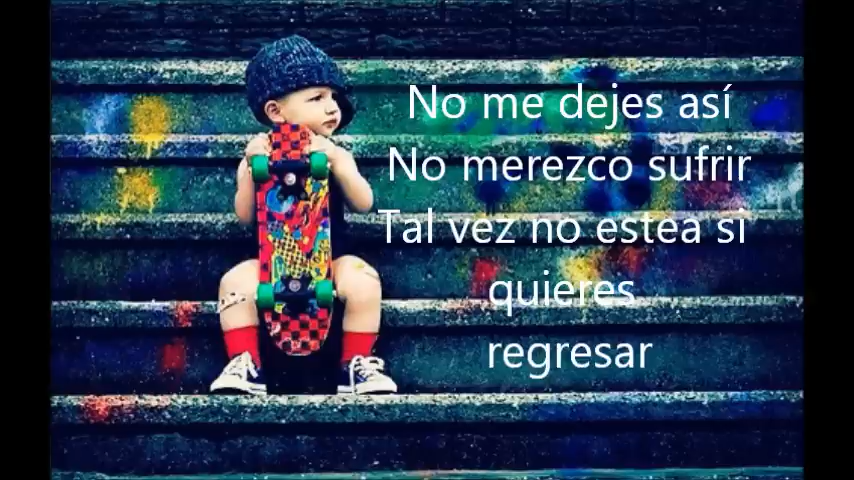 No me dejes así
No merezco sufrir
Tal vez no estea si
quieres
regresar